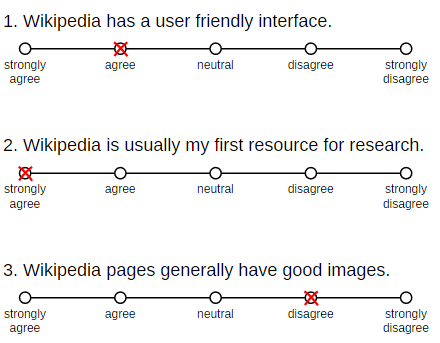 1. Wikipedia has a user friendly interface.
strongly agree neutral disagree strongly
agree disagree
2. Wikipedia is usually my first resource for research.
strongly agree neutral disagree strongly
agree disagree
3. Wikipedia pages generally have good images.
strongly agree neutral disagree strongly
agree disagree